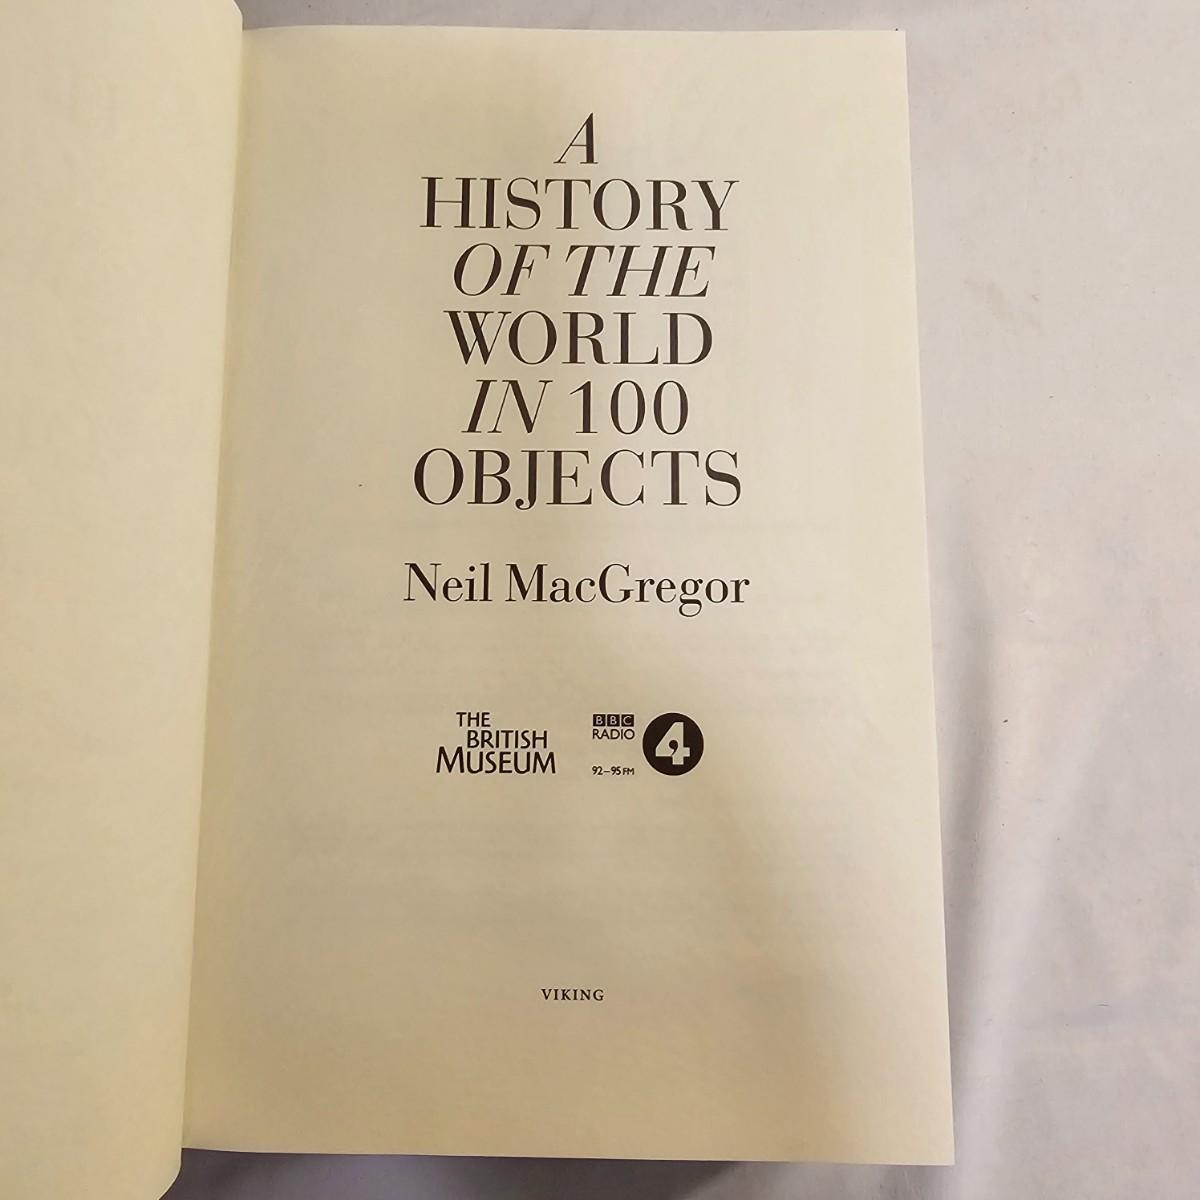 A
HISTORY
OF THE
WORLD
IN 100
OBJECTS
Neil MacGregor
THE
BRITISH
MUSEUM
BBC
RADIO
4
92–95 FM
VIKING